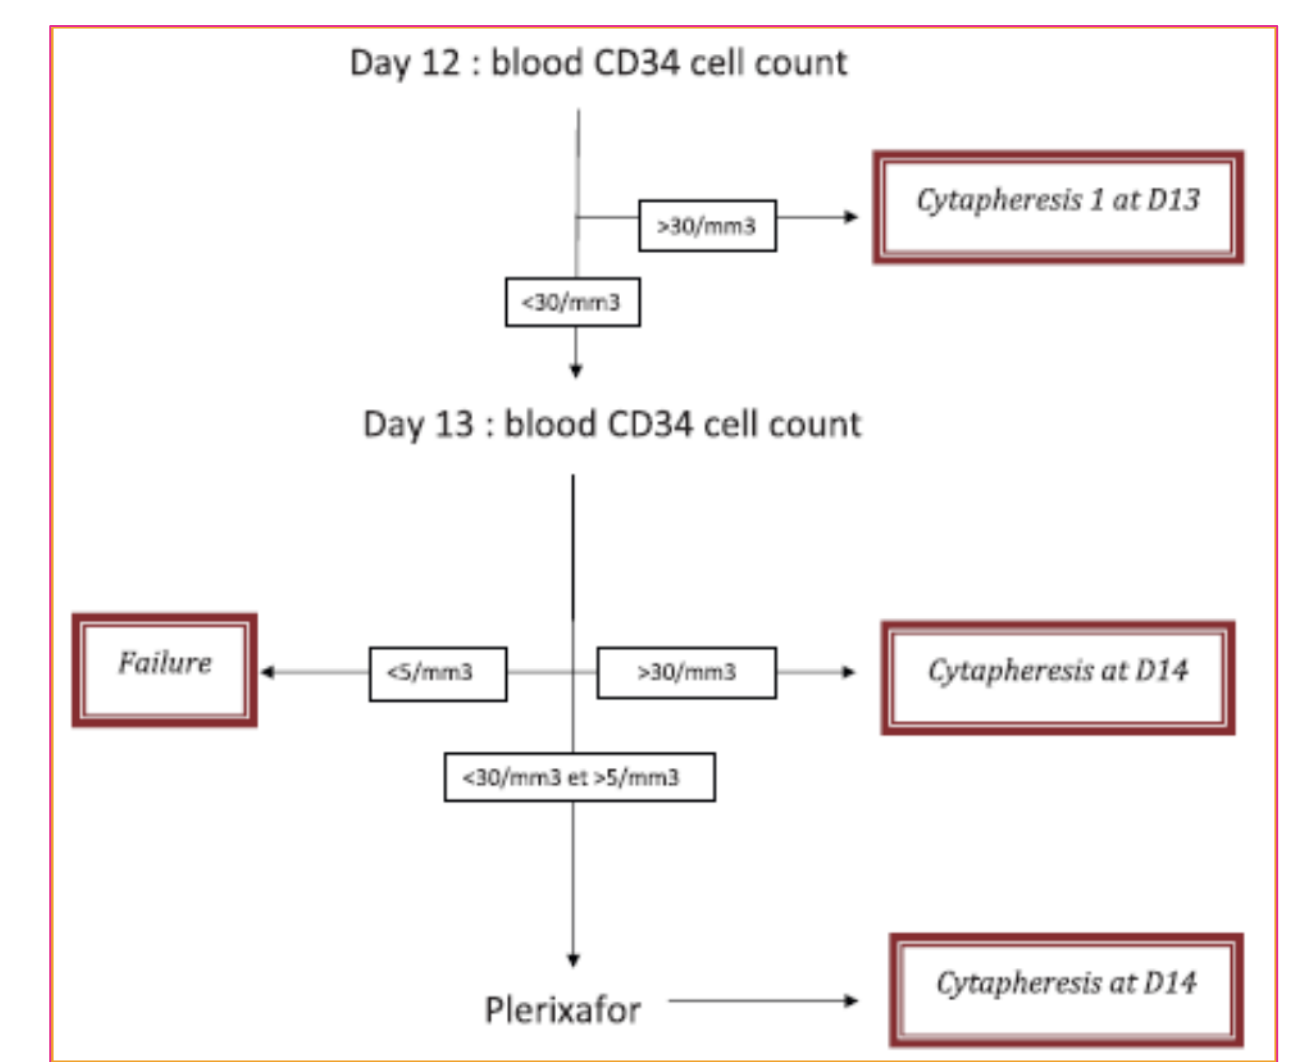 Day 12 : blood CD34 cell count
Cytapheresis 1 at D13
>30/mm3
<30/mm3
Day 13 : blood CD34 cell count
Failure
<5/mm3
>30/mm3
Cytapheresis at D14
<30/mm3 et >5/mm3
Plerixafor
Cytapheresis at D14